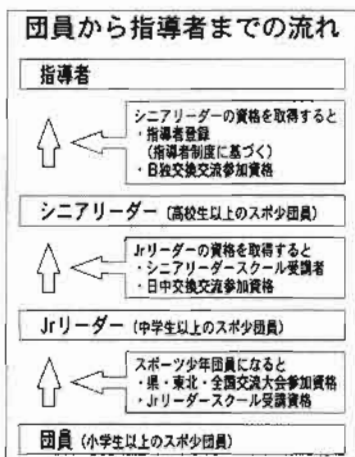 団員から指導者までの流れ
指導者
シニアリーダーの資格を取得すると
・指導者登録
(指導者制度に基づく)
・日独交換交流参加資格
シニアリーダー (高校生以上のスポ少団員)
Jrリーダーの資格を取得すると
・シニアリーダースクール受講者
・日中交換交流参加資格
Jrリーダー (中学生以上のスポ少団員)
スポーツ少年団員になると
・県・東北・全国交流大会参加資格
・Jrリーダースクール受講資格
団員 (小学生以上のスポ少団員)